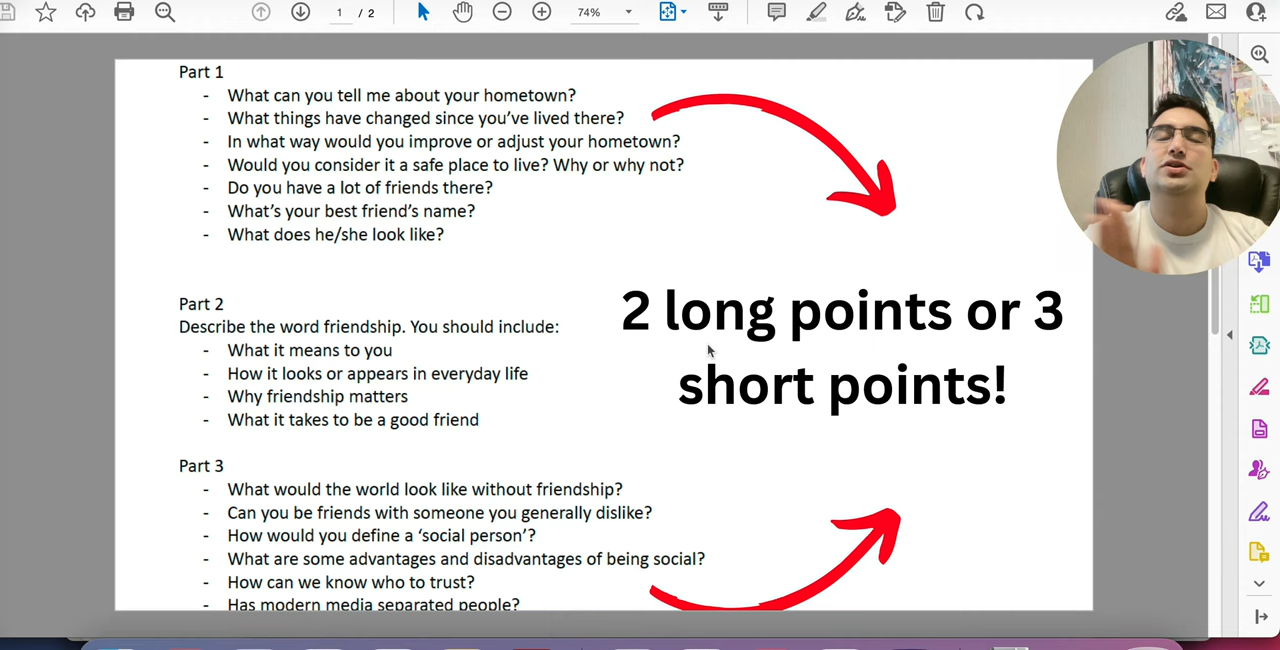 1 / 2
74%
Part 1
- What can you tell me about your hometown?
- What things have changed since you've lived there?
- In what way would you improve or adjust your hometown?
- Would you consider it a safe place to live? Why or why not?
- Do you have a lot of friends there?
- What's your best friend's name?
- What does he/she look like?
Part 2
Describe the word friendship. You should include:
- What it means to you
- How it looks or appears in everyday life
- Why friendship matters
- What it takes to be a good friend
2 long points or 3
short points!
Part 3
- What would the world look like without friendship?
- Can you be friends with someone you generally dislike?
- How would you define a ‘social person’?
- What are some advantages and disadvantages of being social?
- How can we know who to trust?
- Has modern media separated people?